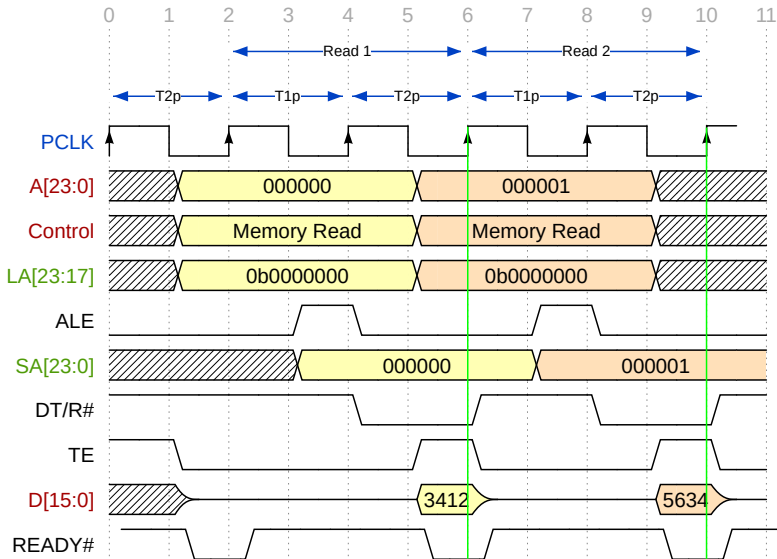 0 1 2 3 4 5 6 7 8 9 10 11
Read 1 Read 2
T2p T1p T2p T1p T2p
PCLK
A[23:0] 000000 000001
Control Memory Read Memory Read
LA[23:17] 0b0000000 0b0000000
ALE
SA[23:0] 000000 000001
DT/R#
TE
D[15:0] 3412 5634
READY#